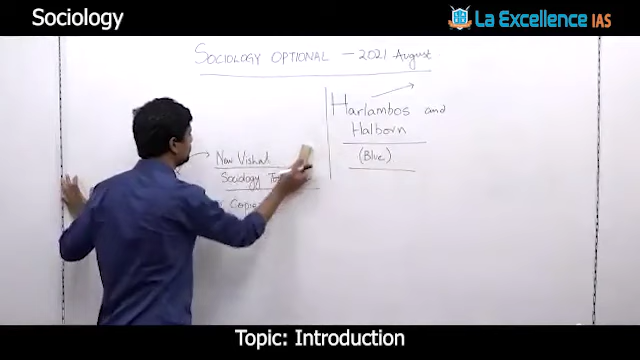 Sociology
La Excellence IAS
SOCIOLOGY OPTIONAL - 2021 August
Harlambos and
Halborn
(Blue)
New Vishal
Sociology
Topic: Introduction